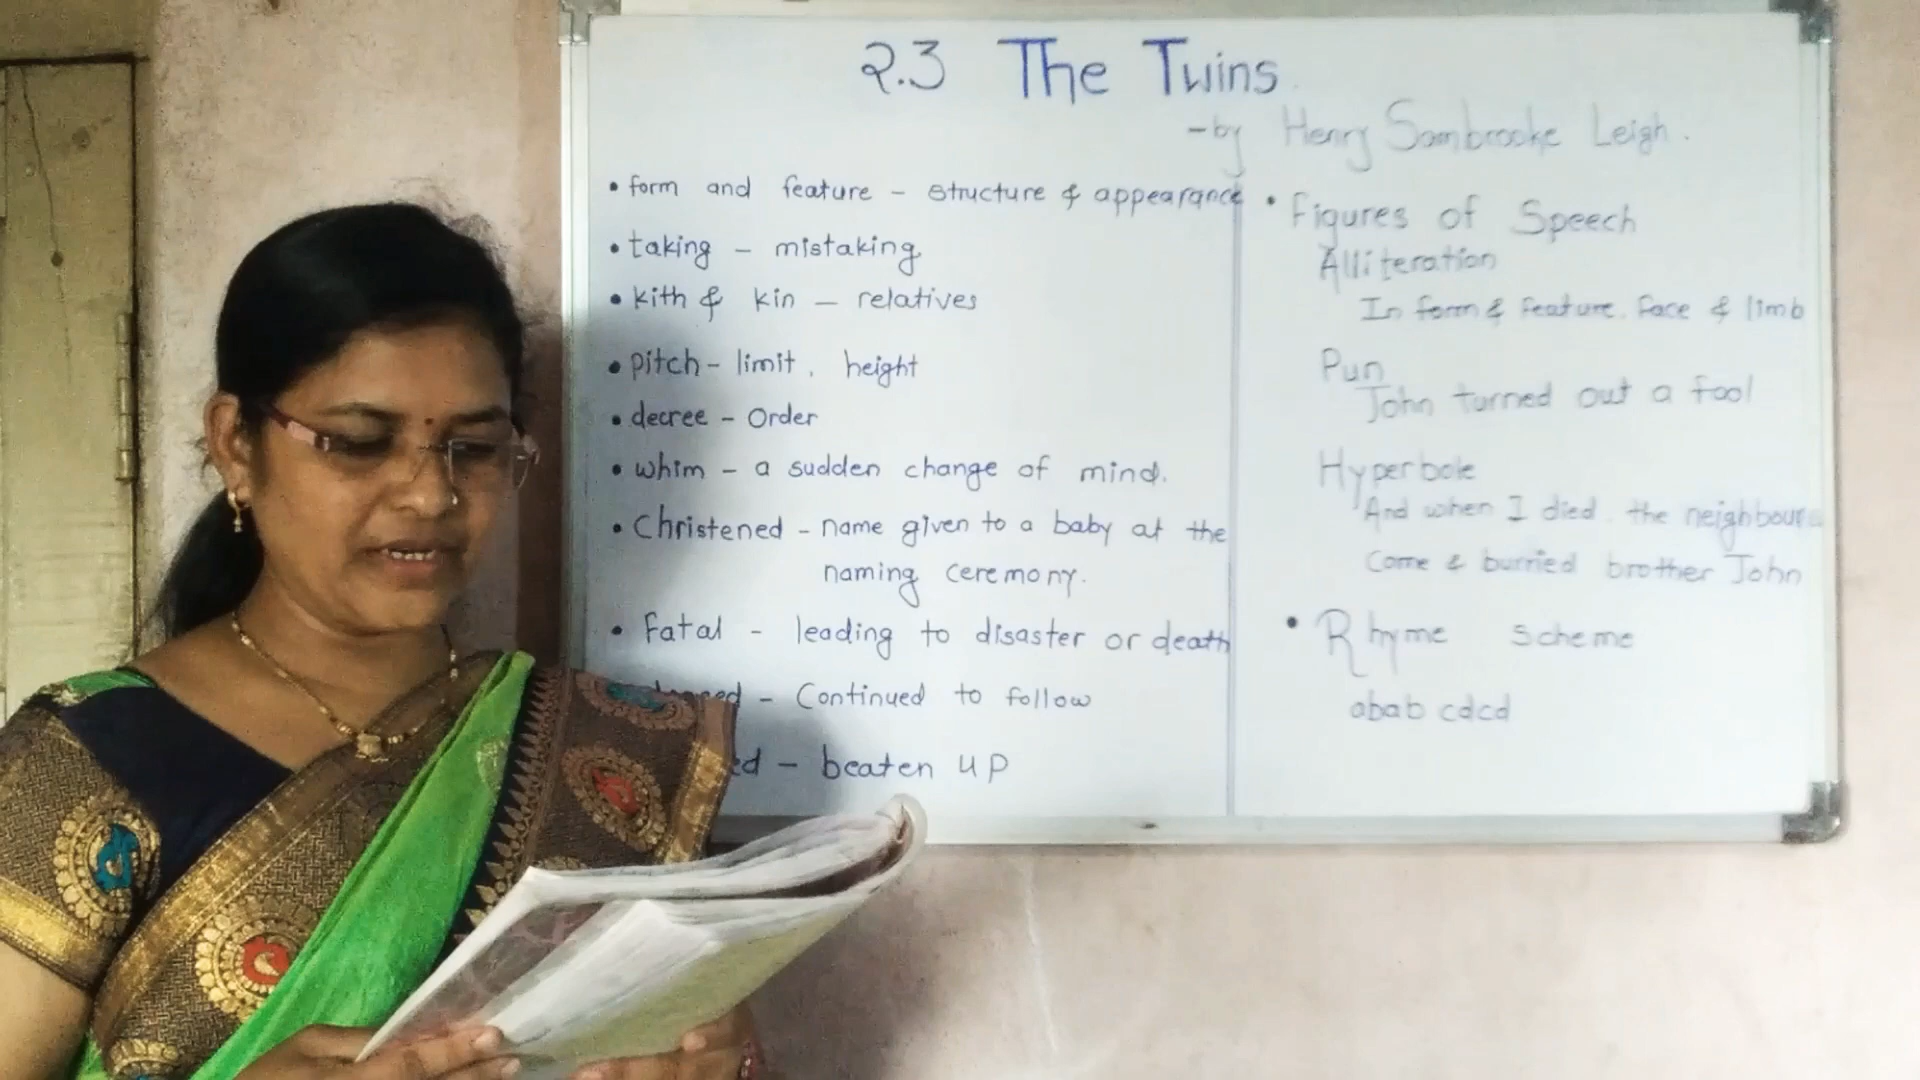 2.3 The Twins
-by Henry Sambrooke Leigh.
• form and feature - structure & appearance
• taking - mistaking
• kith & kin - relatives
• pitch - limit, height
• decree - Order
• whim - a sudden change of mind.
• Christened - name given to a baby at the
naming ceremony.
• Fatal - leading to disaster or death
- Continued to follow
- beaten up
• Figures of Speech
Alliteration
In form & feature, face & limb
Pun
John turned out a fool
Hyperbole
And when I died, the neighbours
Come & burried brother John
• Rhyme scheme
abab cdcd